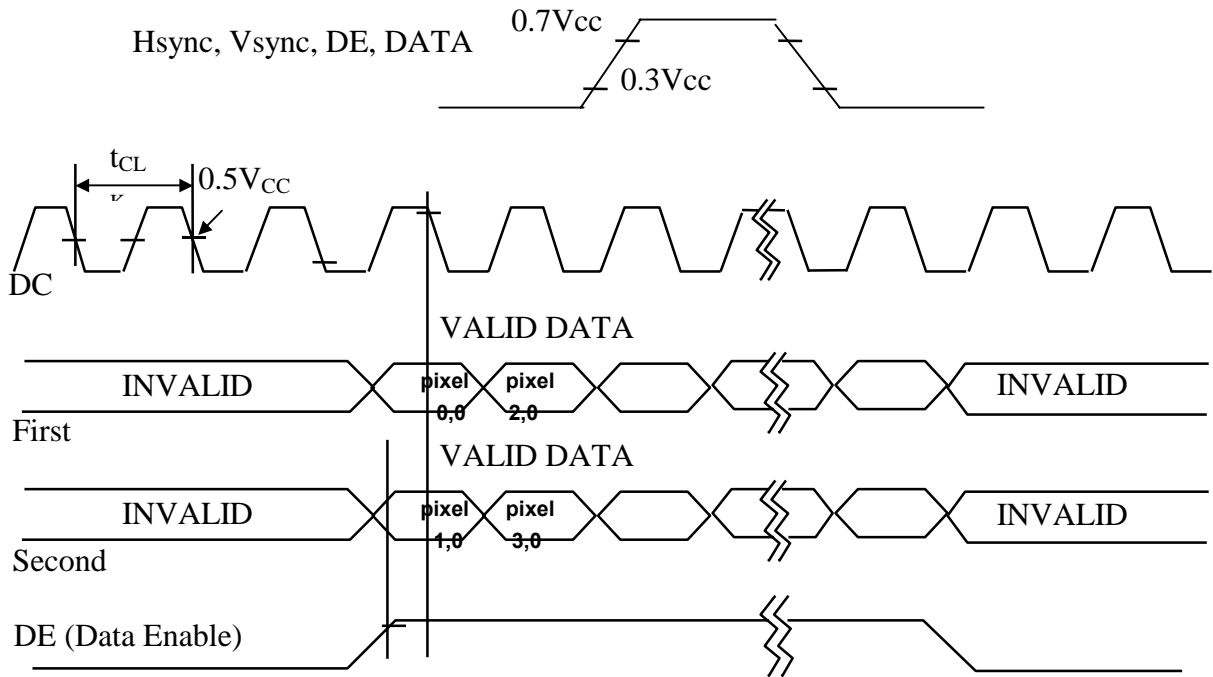 Hsync, Vsync, DE, DATA
0.7Vcc
0.3Vcc
tCL
K
0.5VCC
DC
VALID DATA
INVALID
pixel
0,0
pixel
2,0
INVALID
First
VALID DATA
INVALID
pixel
1,0
pixel
3,0
INVALID
Second
DE (Data Enable)